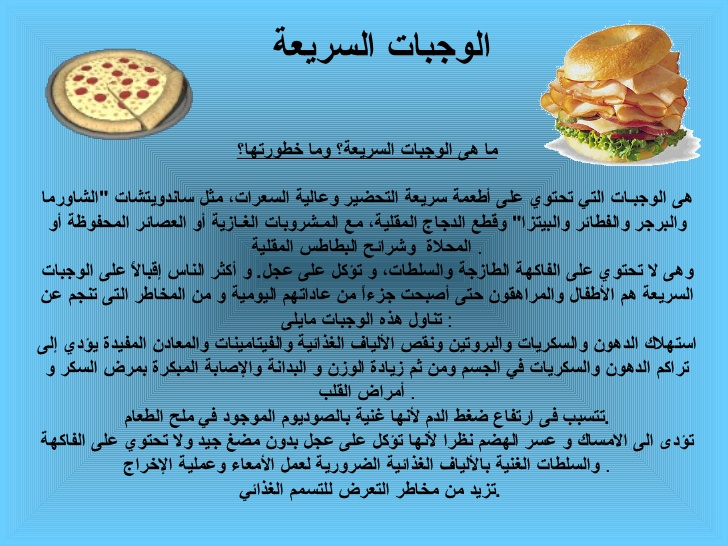 الوجبات السريعة
ما هى الوجبات السريعة؟ وما خطورتها؟
هى الوجبات التي تحتوي على أطعمة سريعة التحضير وعالية السعرات، مثل ساندويتشات "الشاورما
والبرجر والفطائر والبيتزا" وقطع الدجاج المقلية، مع المشروبات الغازية أو العصائر المحفوظة أو
المحلاة وشرائح البطاطس المقلية .
وهى لا تحتوي على الفاكهة الطازجة والسلطات، و تؤكل على عجل. و أكثر الناس إقبالاً على الوجبات
السريعة هم الأطفال والمراهقون حتى أصبحت جزءاً من عاداتهم اليومية و من المخاطر التى تنجم عن
تناول هذه الوجبات مايلى :
استهلاك الدهون والسكريات والبروتين ونقص الألياف الغذائية والفيتامينات والمعادن المفيدة يؤدي إلى
تراكم الدهون والسكريات في الجسم ومن ثم زيادة الوزن و البدانة والإصابة المبكرة بمرض السكر و
أمراض القلب .
تتسبب فى ارتفاع ضغط الدم لأنها غنية بالصوديوم الموجود في ملح الطعام.
تؤدى الى الامساك و عسر الهضم نظرا لأنها تؤكل على عجل بدون مضغ جيد ولا تحتوي على الفاكهة
والسلطات الغنية بالألياف الغذائية الضرورية لعمل الأمعاء وعملية الإخراج .
تزيد من مخاطر التعرض للتسمم الغذائي.